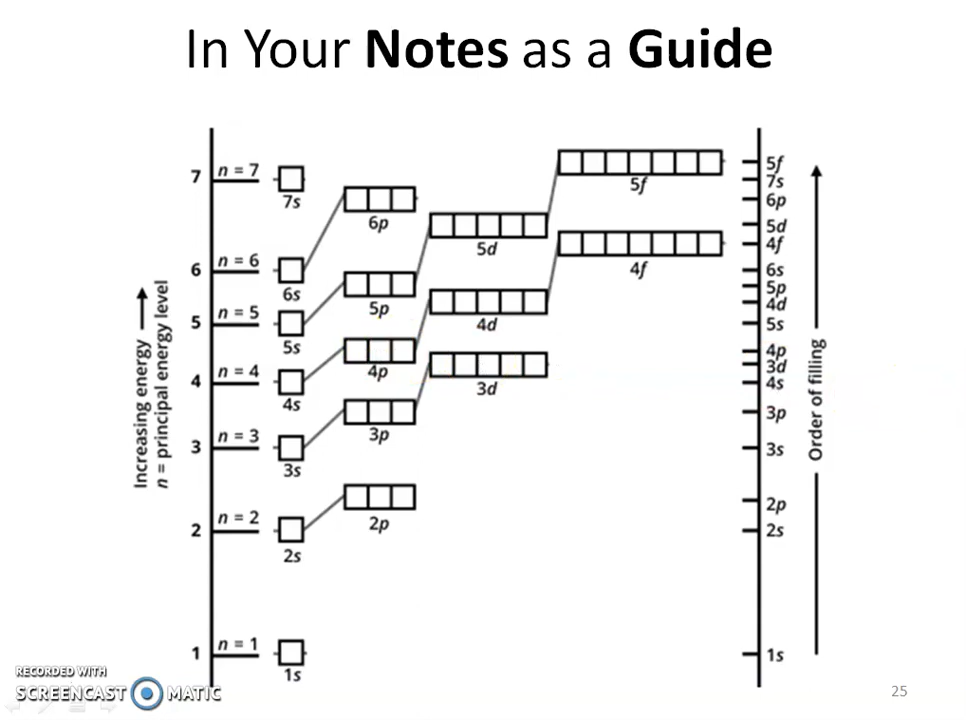 In Your Notes as a Guide
7 n = 7
7s
6p
5f
5d
6 n = 6
6s
4f
5p
5 n = 5
5s
4d
4p
4 n = 4
4s
3d
3p
3 n = 3
3s
2p
2 n = 2
2s
1 n = 1
1s
Increasing energy
n = principal energy level
5f
7s
6p
5d
4f
6s
5p
4d
5s
4p
3d
4s
3p
3s
2p
2s
1s
Order of filling
RECORDED WITH
SCREENCAST MATIC
25